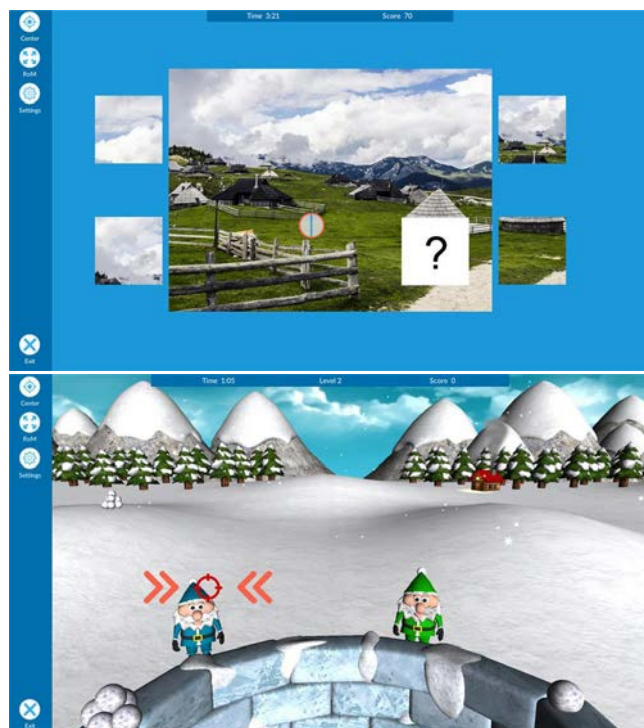 Time 3:21 Score 70
Center
RoM
Settings
?
Exit
Time 1:05 Level 2 Score 0
Center
RoM
Settings
Exit